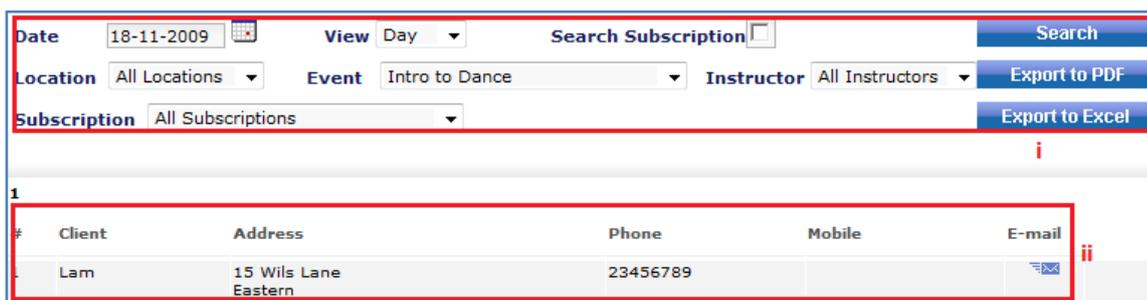 Date 18-11-2009 View Day Search Subscription Search
Location All Locations Event Intro to Dance Instructor All Instructors Export to PDF
Subscription All Subscriptions Export to Excel
i
1
# Client Address Phone Mobile E-mail
ii
1 Lam 15 Wils Lane 23456789
Eastern